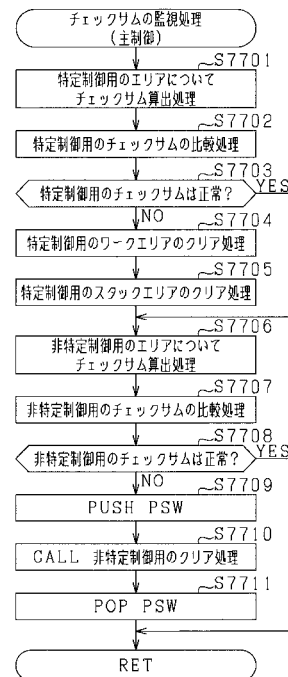 チェックサムの監視処理
(主制御)
S7701
特定制御用のエリアについて
チェックサム算出処理
S7702
特定制御用のチェックサムの比較処理
S7703
特定制御用のチェックサムは正常?
YES
NO
S7704
特定制御用のワークエリアのクリア処理
S7705
特定制御用のスタックエリアのクリア処理
S7706
非特定制御用のエリアについて
チェックサム算出処理
S7707
非特定制御用のチェックサムの比較処理
S7708
非特定制御用のチェックサムは正常?
YES
NO
S7709
PUSH PSW
S7710
CALL 非特定制御用のクリア処理
S7711
POP PSW
RET